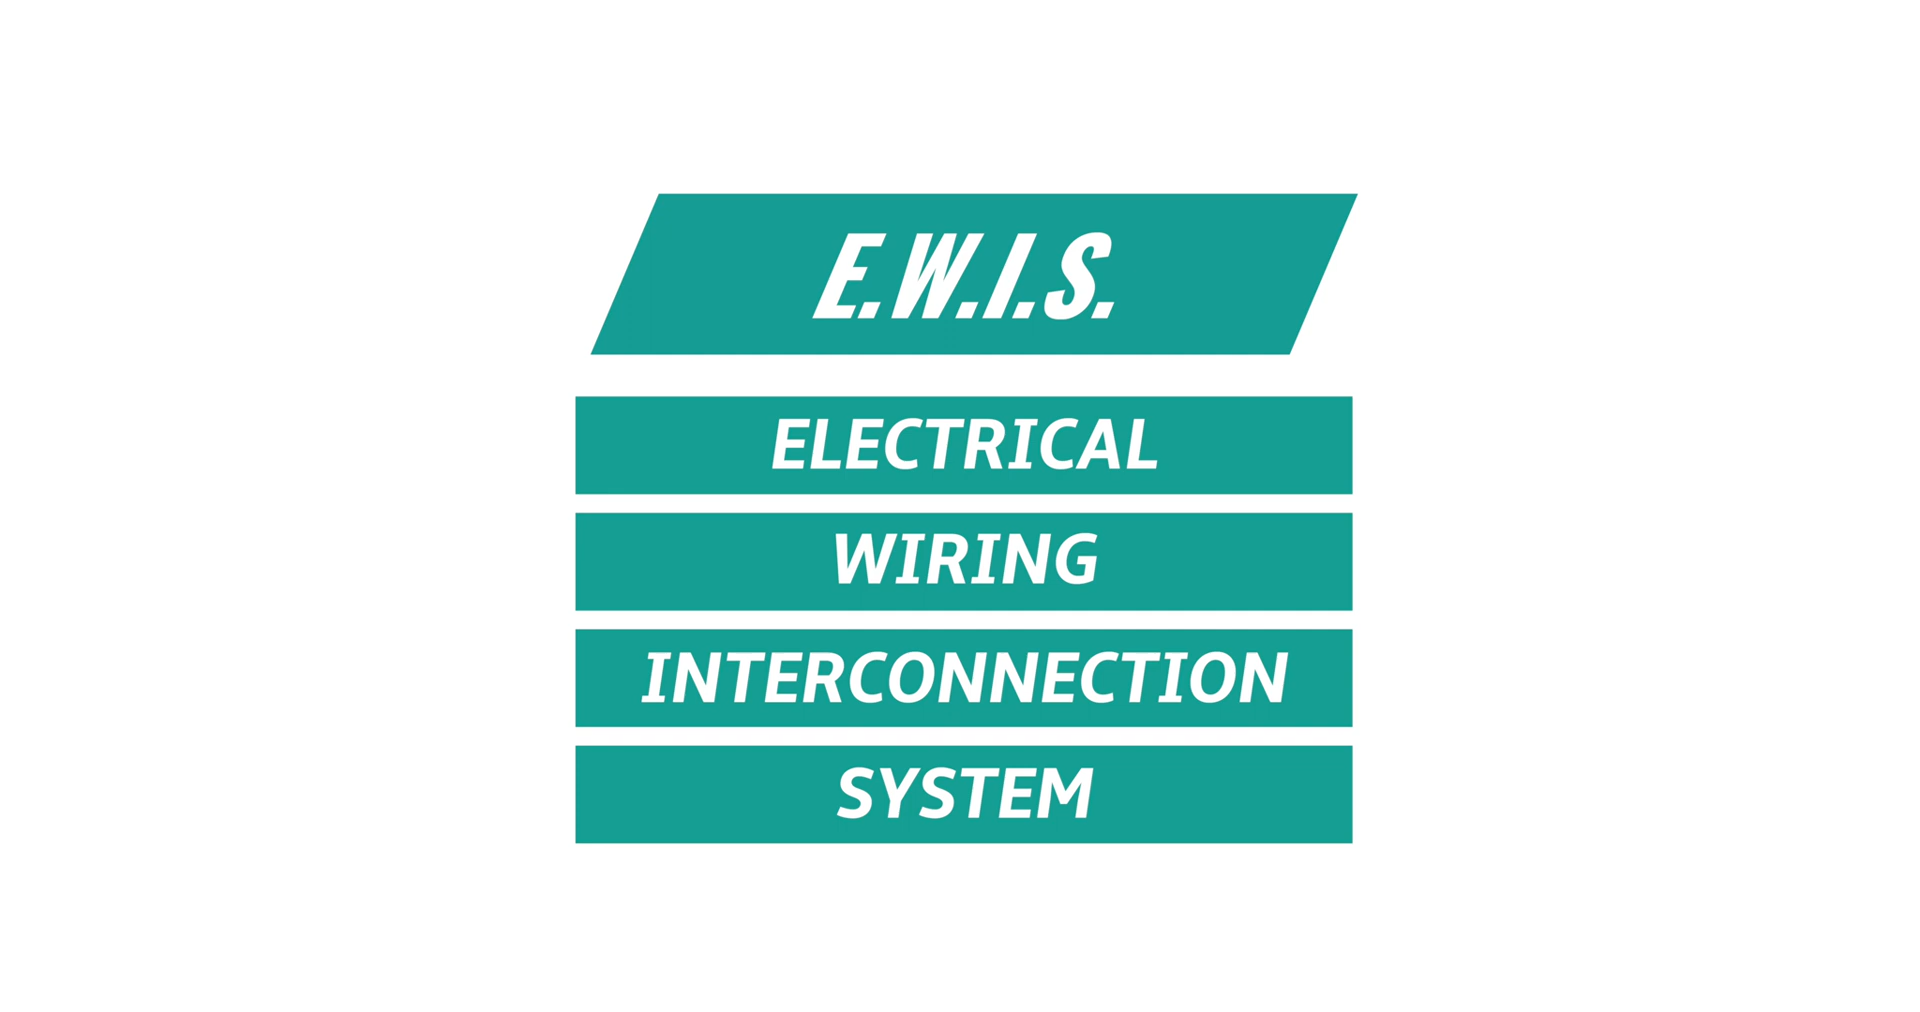 E.W.I.S.
ELECTRICAL
WIRING
INTERCONNECTION
SYSTEM